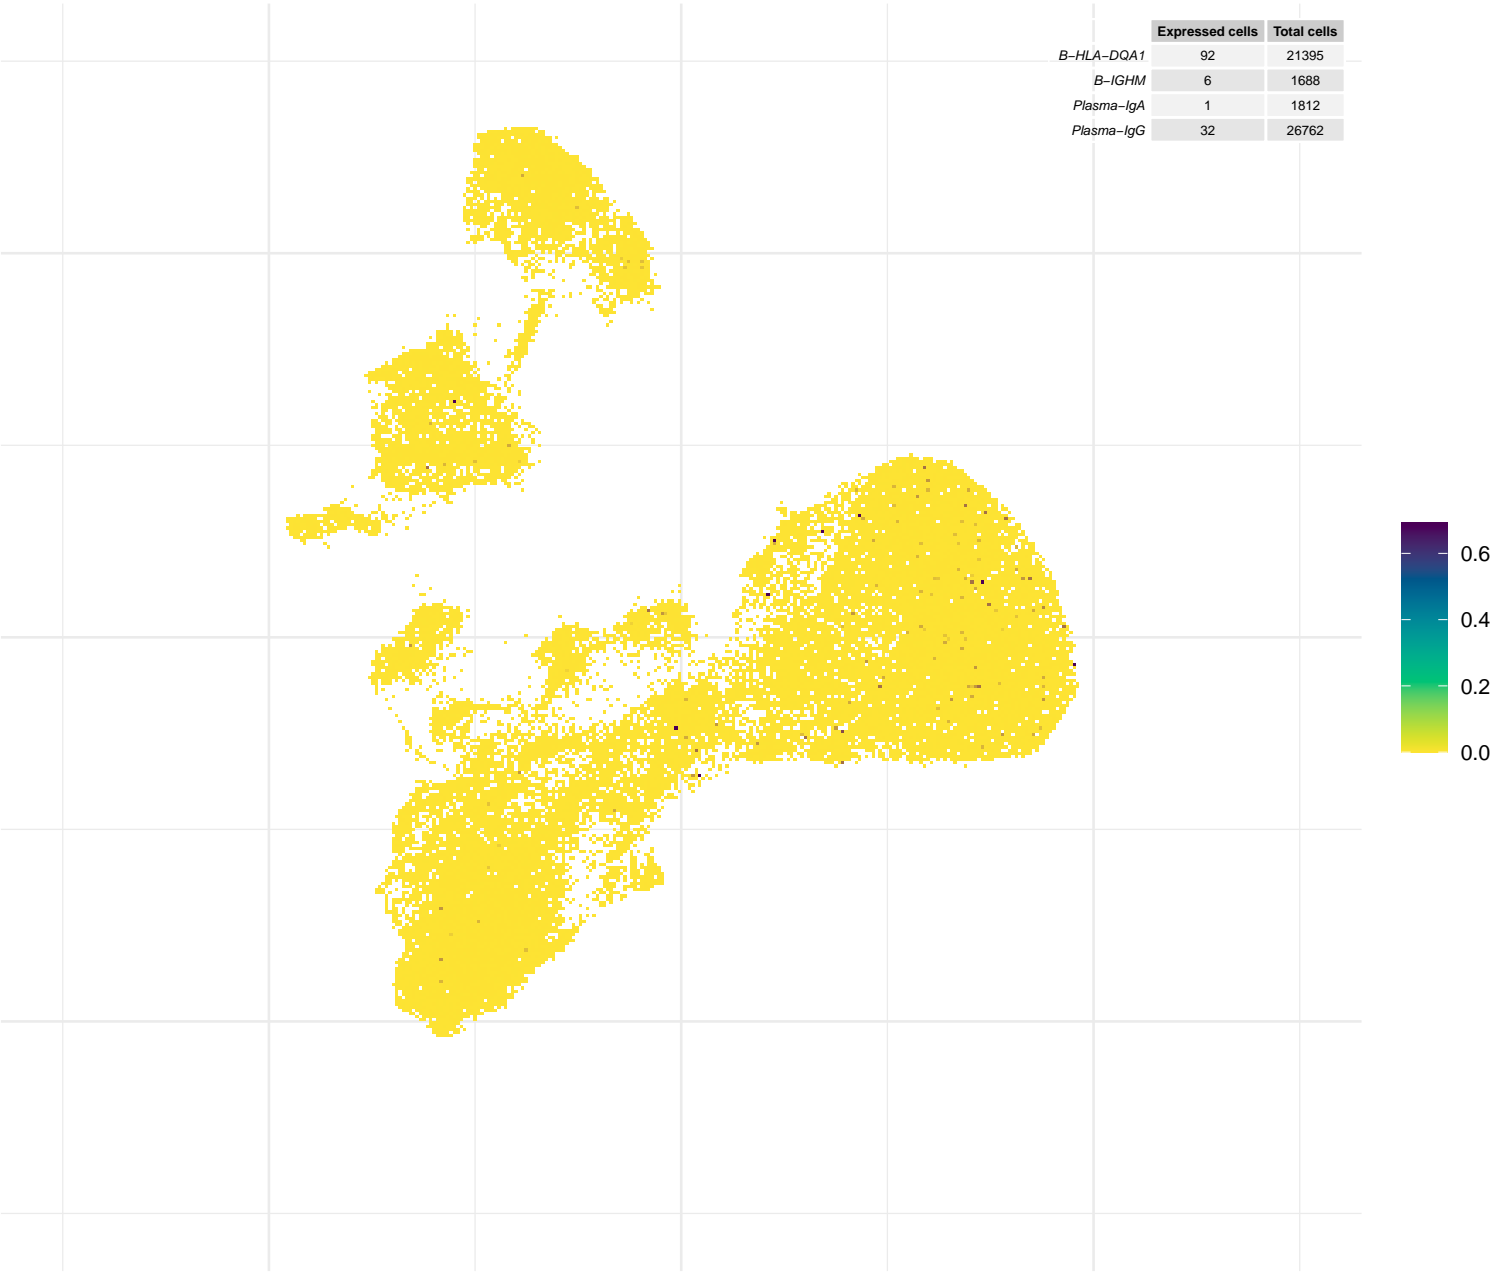 Expressed cells Total cells
B-HLA-DQA1 92 21395
B-IGHM 6 1688
Plasma-IgA 1 1812
Plasma-IgG 32 26762
0.6
0.4
0.2
0.0